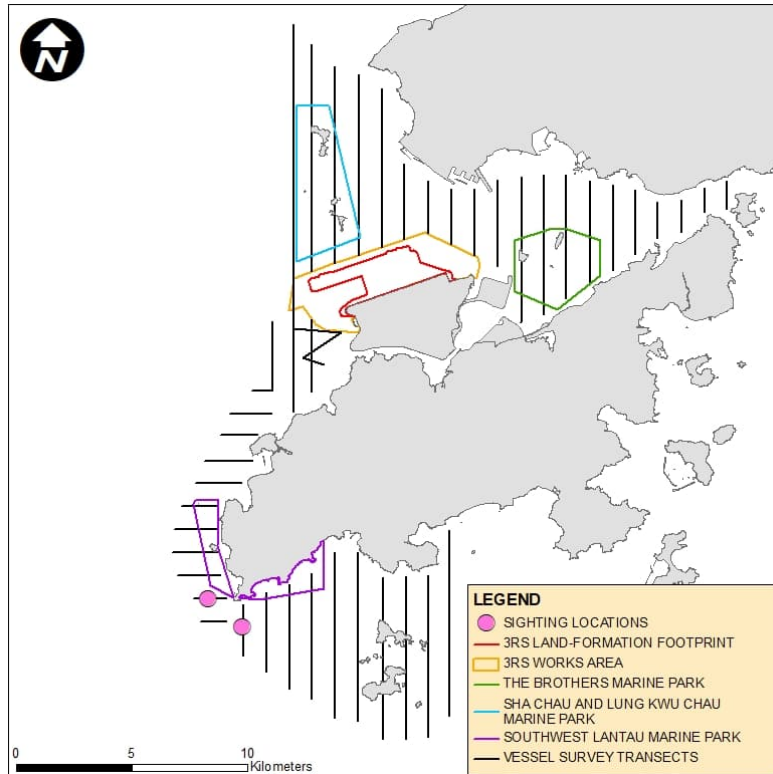 N
LEGEND
SIGHTING LOCATIONS
3RS LAND-FORMATION FOOTPRINT
3RS WORKS AREA
THE BROTHERS MARINE PARK
SHA CHAU AND LUNG KWU CHAU
MARINE PARK
SOUTHWEST LANTAU MARINE PARK
VESSEL SURVEY TRANSECTS
0 5 10
Kilometers